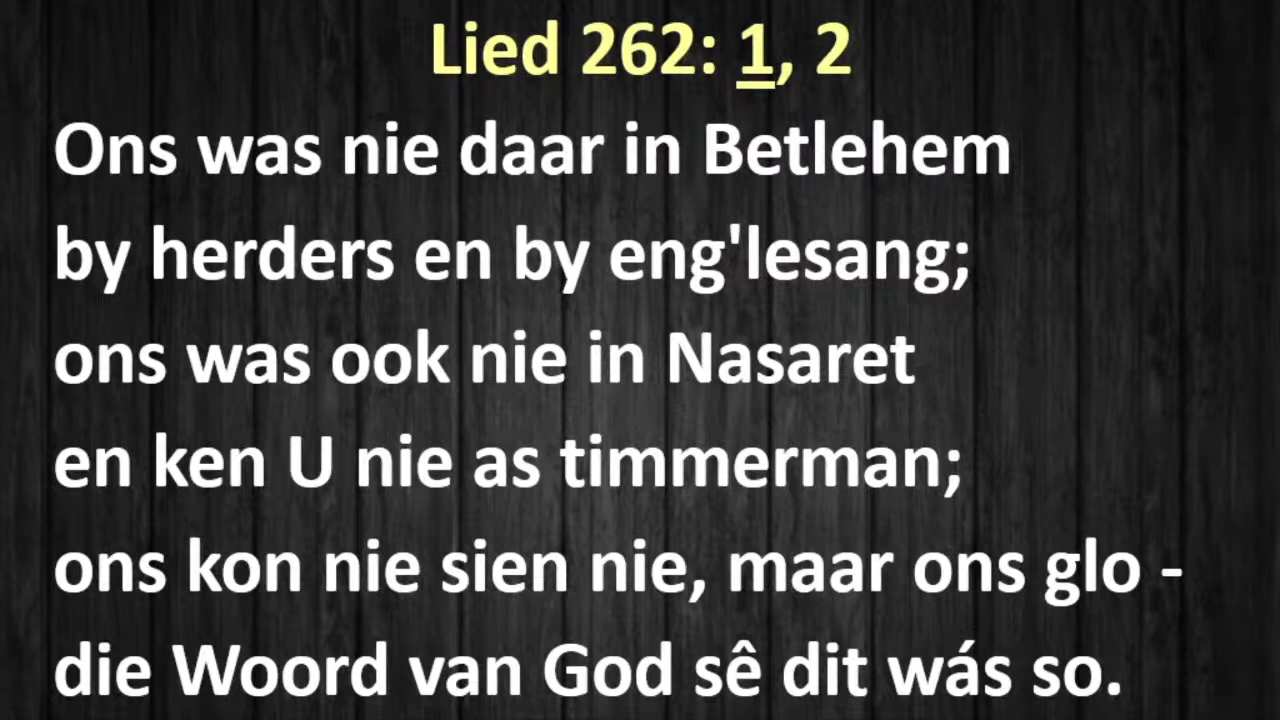 Lied 262: 1, 2
Ons was nie daar in Betlehem
by herders en by eng'lesang;
ons was ook nie in Nasaret
en ken U nie as timmerman;
ons kon nie sien nie, maar ons glo -
die Woord van God sê dit wás so.